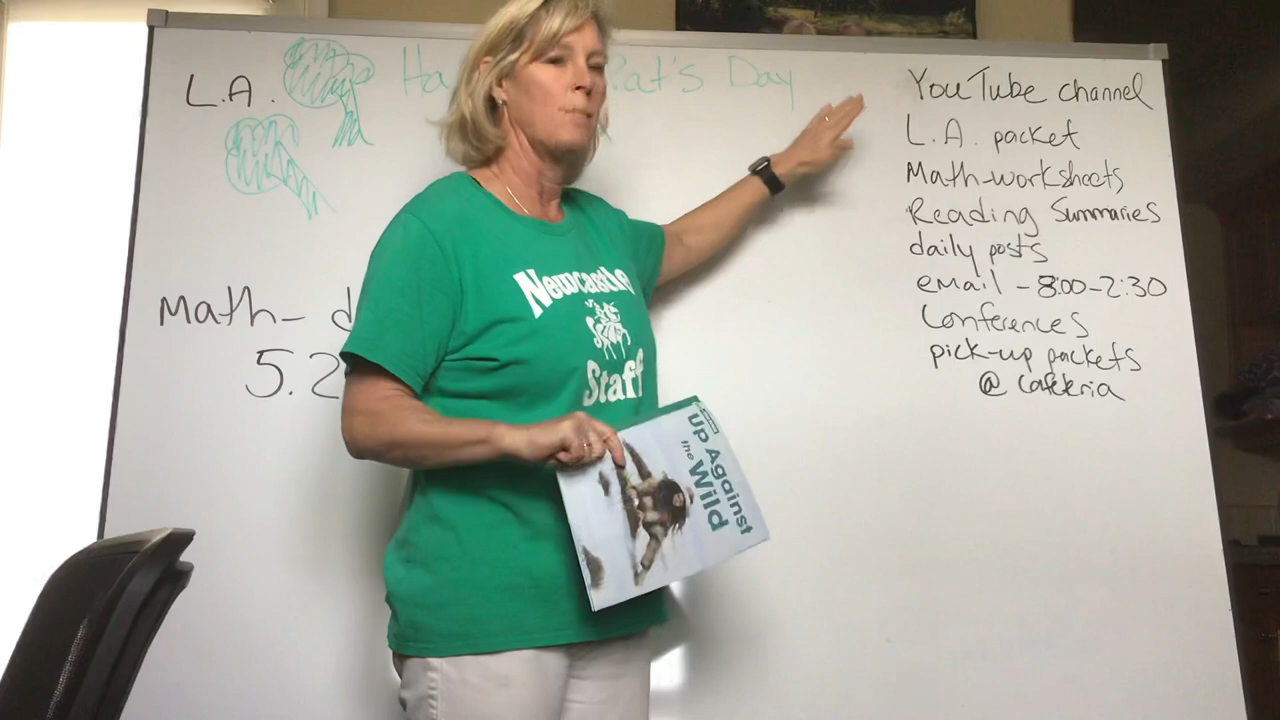 L.A.
Ha Pat's Day
Math- d
5.2
YouTube channel
L.A. packet
Math-worksheets
Reading Summaries
daily posts
email - 8:00-2:30
Conferences
pick-up packets
@ cafeteria
Newcastle
Staff
Up Against
the Wild